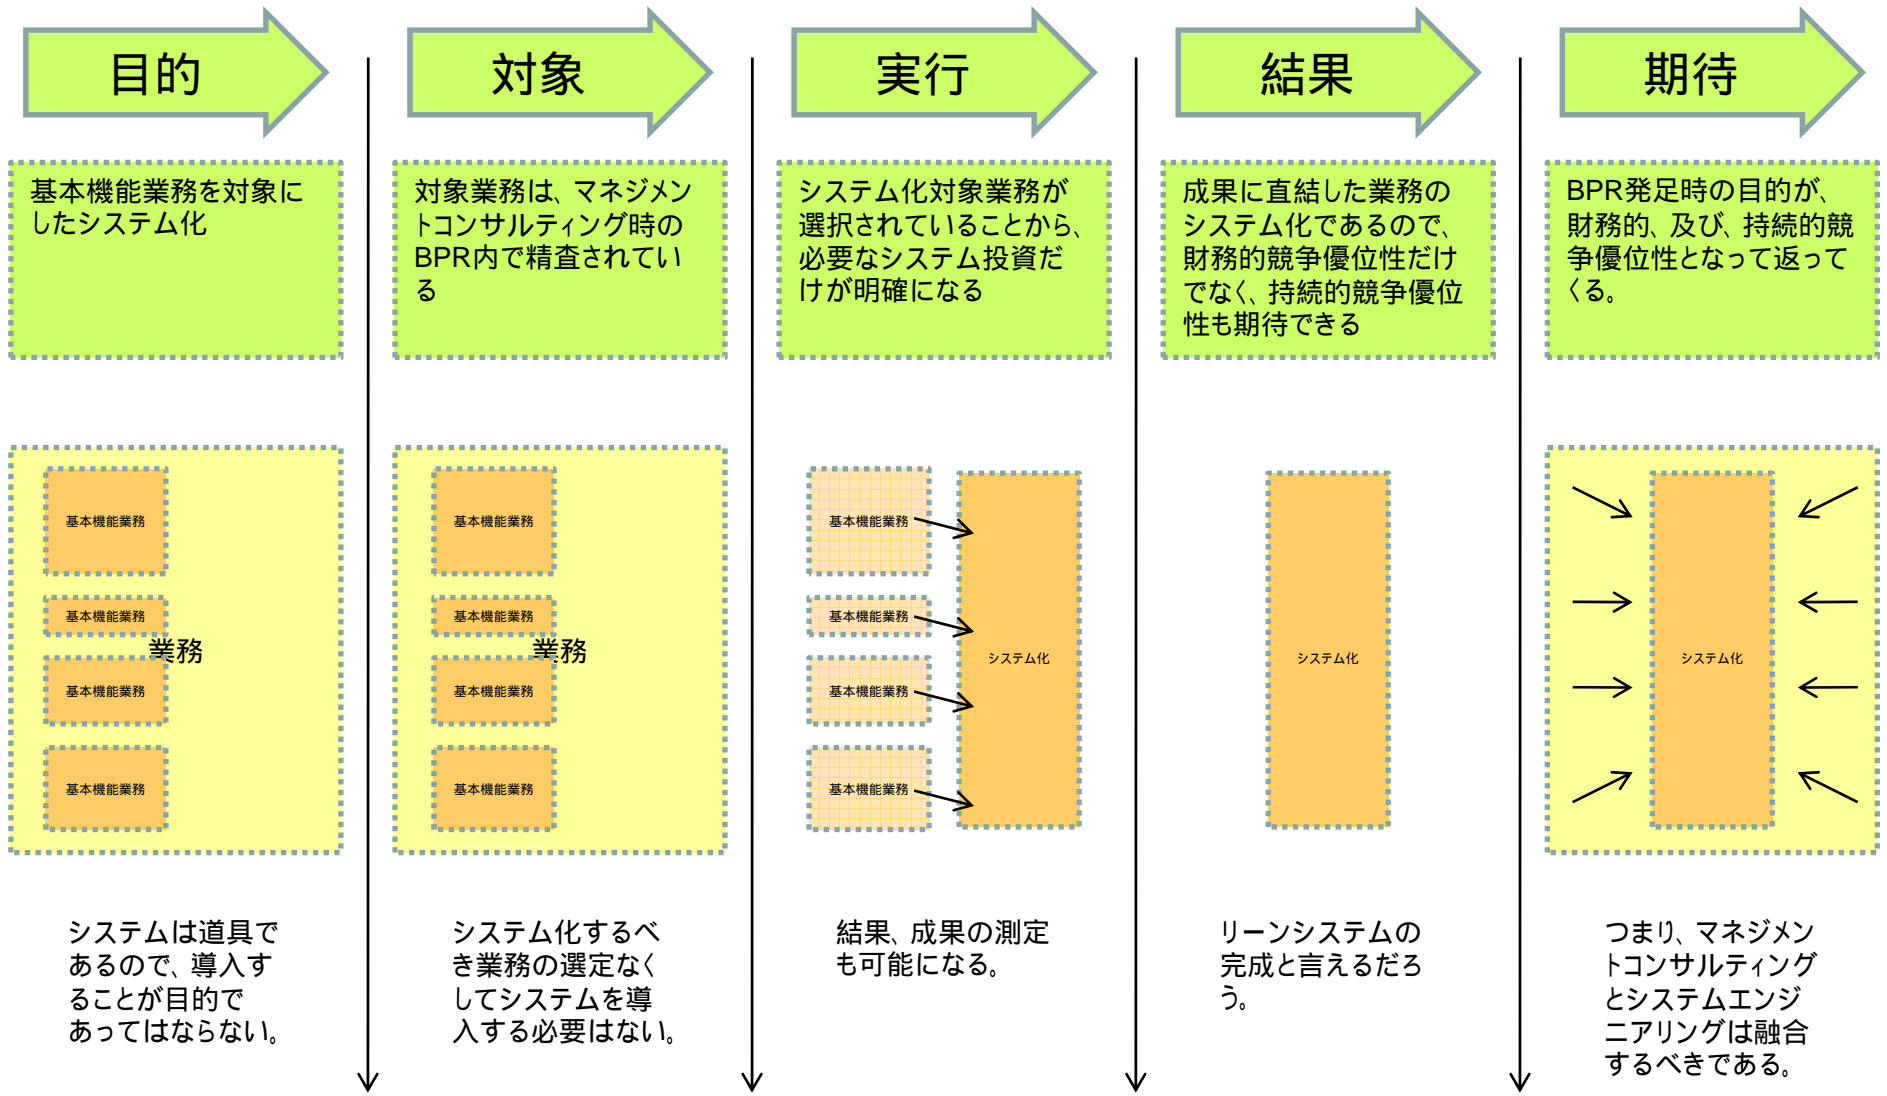 目的
対象
実行
結果
期待
基本機能業務を対象に
したシステム化
対象業務は、マネジメン
トコンサルティング時の
BPR内で精査されてい
る
システム化対象業務が
選択されていることから、
必要なシステム投資だ
けが明確になる
成果に直結した業務の
システム化であるので、
財務的競争優位性だけ
でなく、持続的競争優位
性も期待できる
BPR発足時の目的が、
財務的、及び、持続的競
争優位性となって返って
くる。
基本機能業務
基本機能業務
業務
基本機能業務
基本機能業務
基本機能業務
基本機能業務
業務
基本機能業務
基本機能業務
基本機能業務
基本機能業務
基本機能業務
基本機能業務
システム化
システム化
システム化
システムは道具で
あるので、導入す
ることが目的で
あってはならない。
システム化するべ
き業務の選定なく
してシステムを導
入する必要はない。
結果、成果の測定
も可能になる。
リーンシステムの
完成と言えるだろ
う。
つまり、マネジメン
トコンサルティング
とシステムエンジ
ニアリングは融合
するべきである。